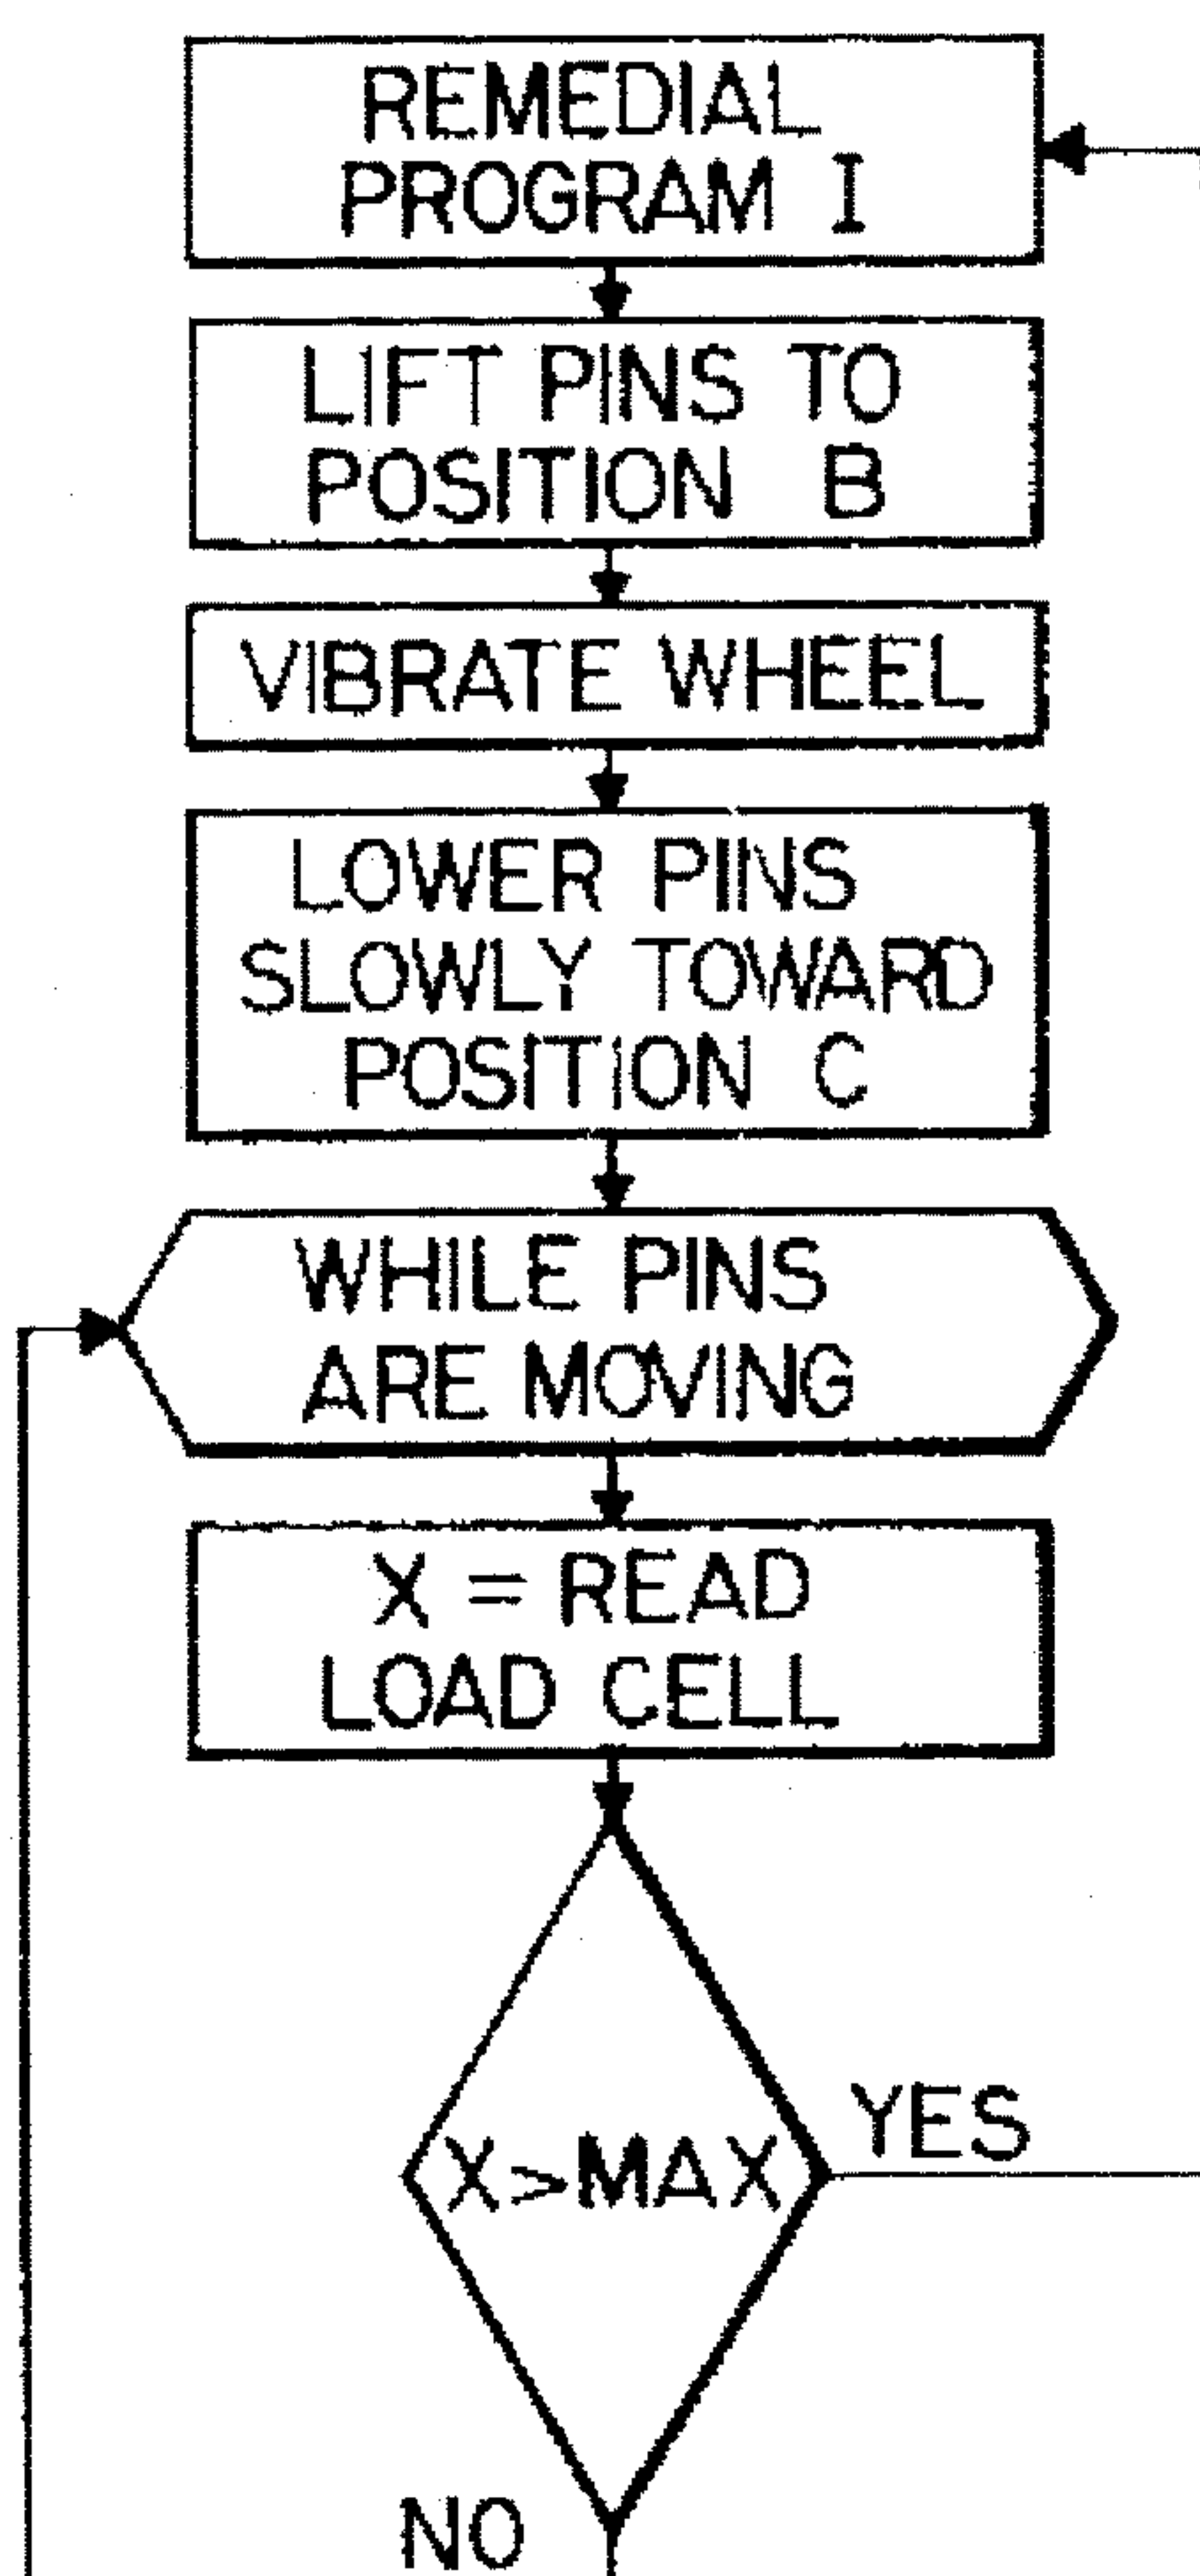 REMEDIAL
PROGRAM I
LIFT PINS TO
POSITION B
VIBRATE WHEEL
LOWER PINS
SLOWLY TOWARD
POSITION C
WHILE PINS
ARE MOVING
X = READ
LOAD CELL
X>MAX
YES
NO